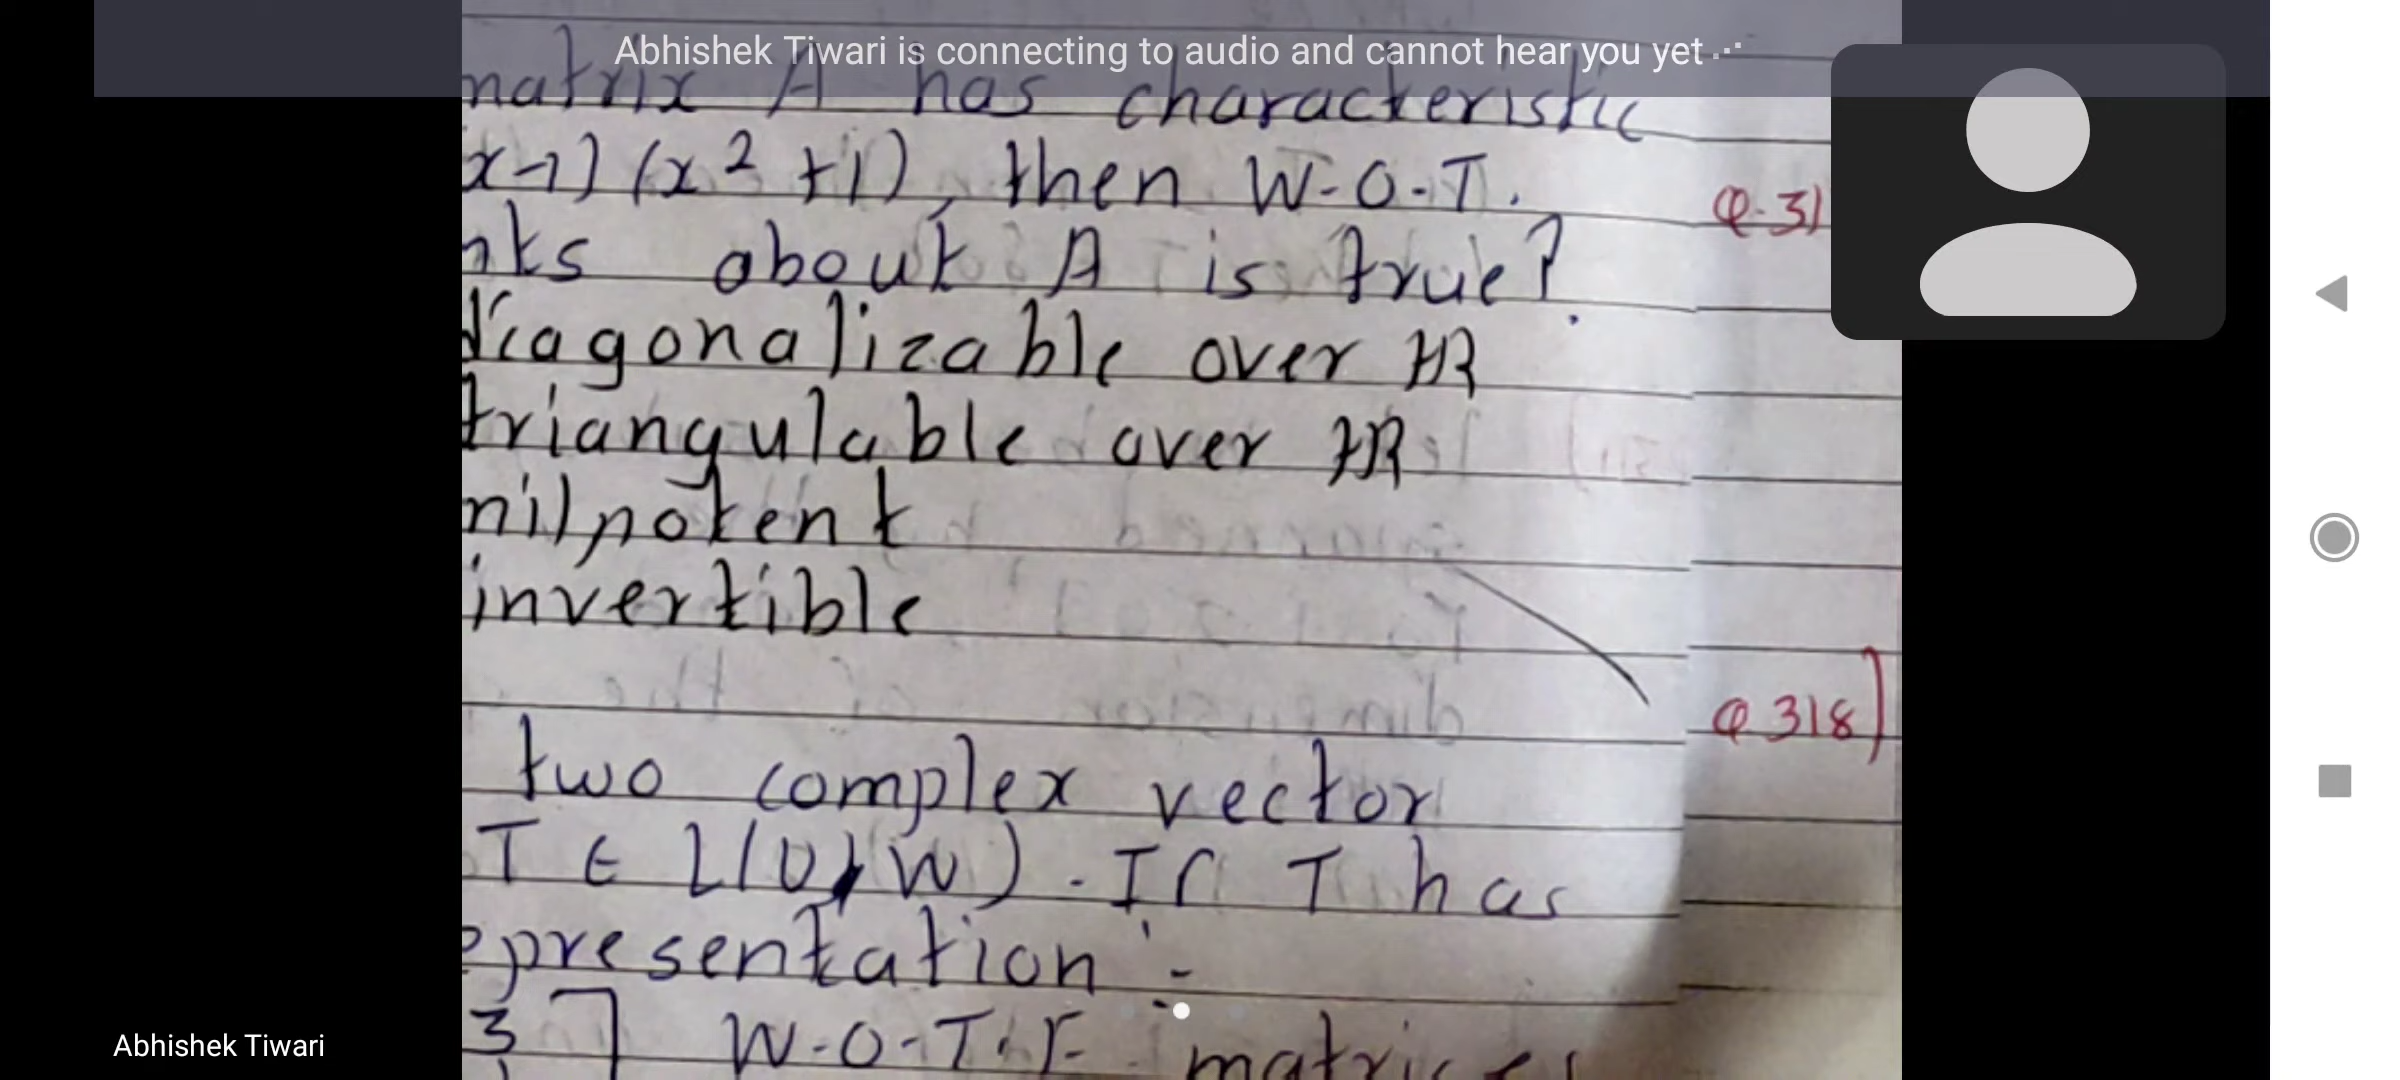 Abhishek Tiwari is connecting to audio and cannot hear you yet
matrix A has characteristic
x-1) (x² +1), then W.O.T.
Q.31
nts about A is true?
diagonalizable over IR
triangulable over IR
nilpotent
invertible
Q 318)
two complex vector
T ∈ L(U,W). If T has
epresentation :-
3 ] W.O.T.F matrices
Abhishek Tiwari